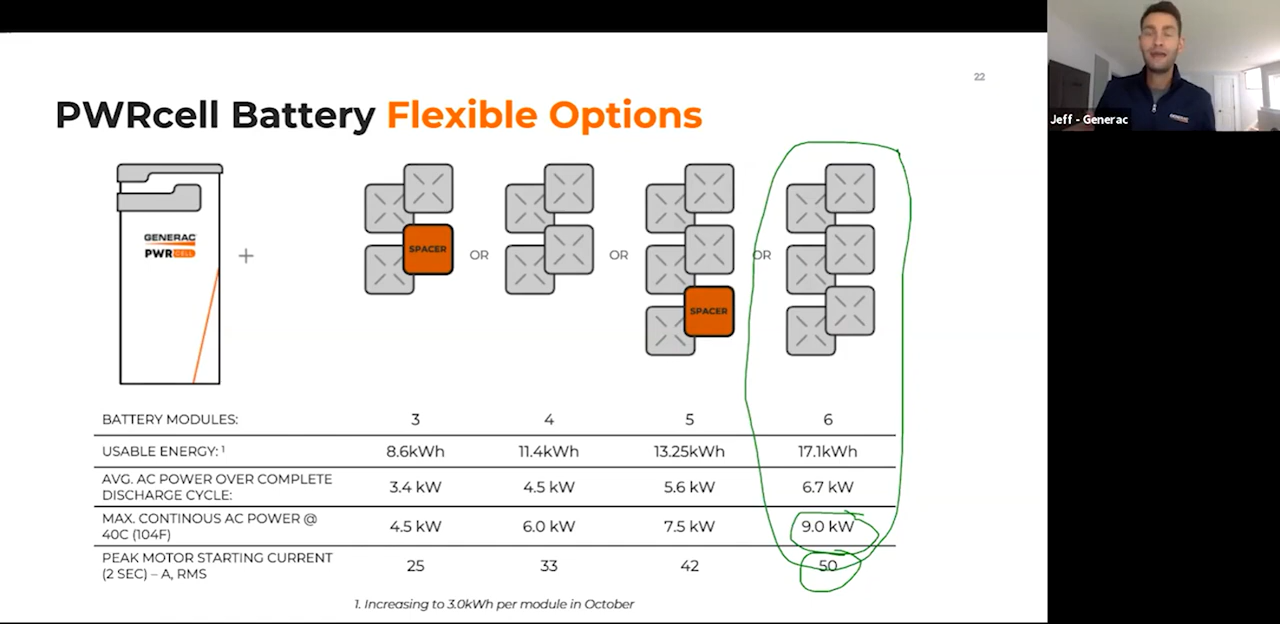 22
Jeff - Generac
PWRcell Battery Flexible Options
GENERAC
PWRCELL
+
SPACER
OR
OR
SPACER
OR
BATTERY MODULES: 3 4 5 6
USABLE ENERGY: ¹ 8.6kWh 11.4kWh 13.25kWh 17.1kWh
AVG. AC POWER OVER COMPLETE
DISCHARGE CYCLE: 3.4 kW 4.5 kW 5.6 kW 6.7 kW
MAX. CONTINOUS AC POWER @
40C (104F) 4.5 kW 6.0 kW 7.5 kW 9.0 kW
PEAK MOTOR STARTING CURRENT
(2 SEC) – A, RMS 25 33 42 50
1. Increasing to 3.0kWh per module in October